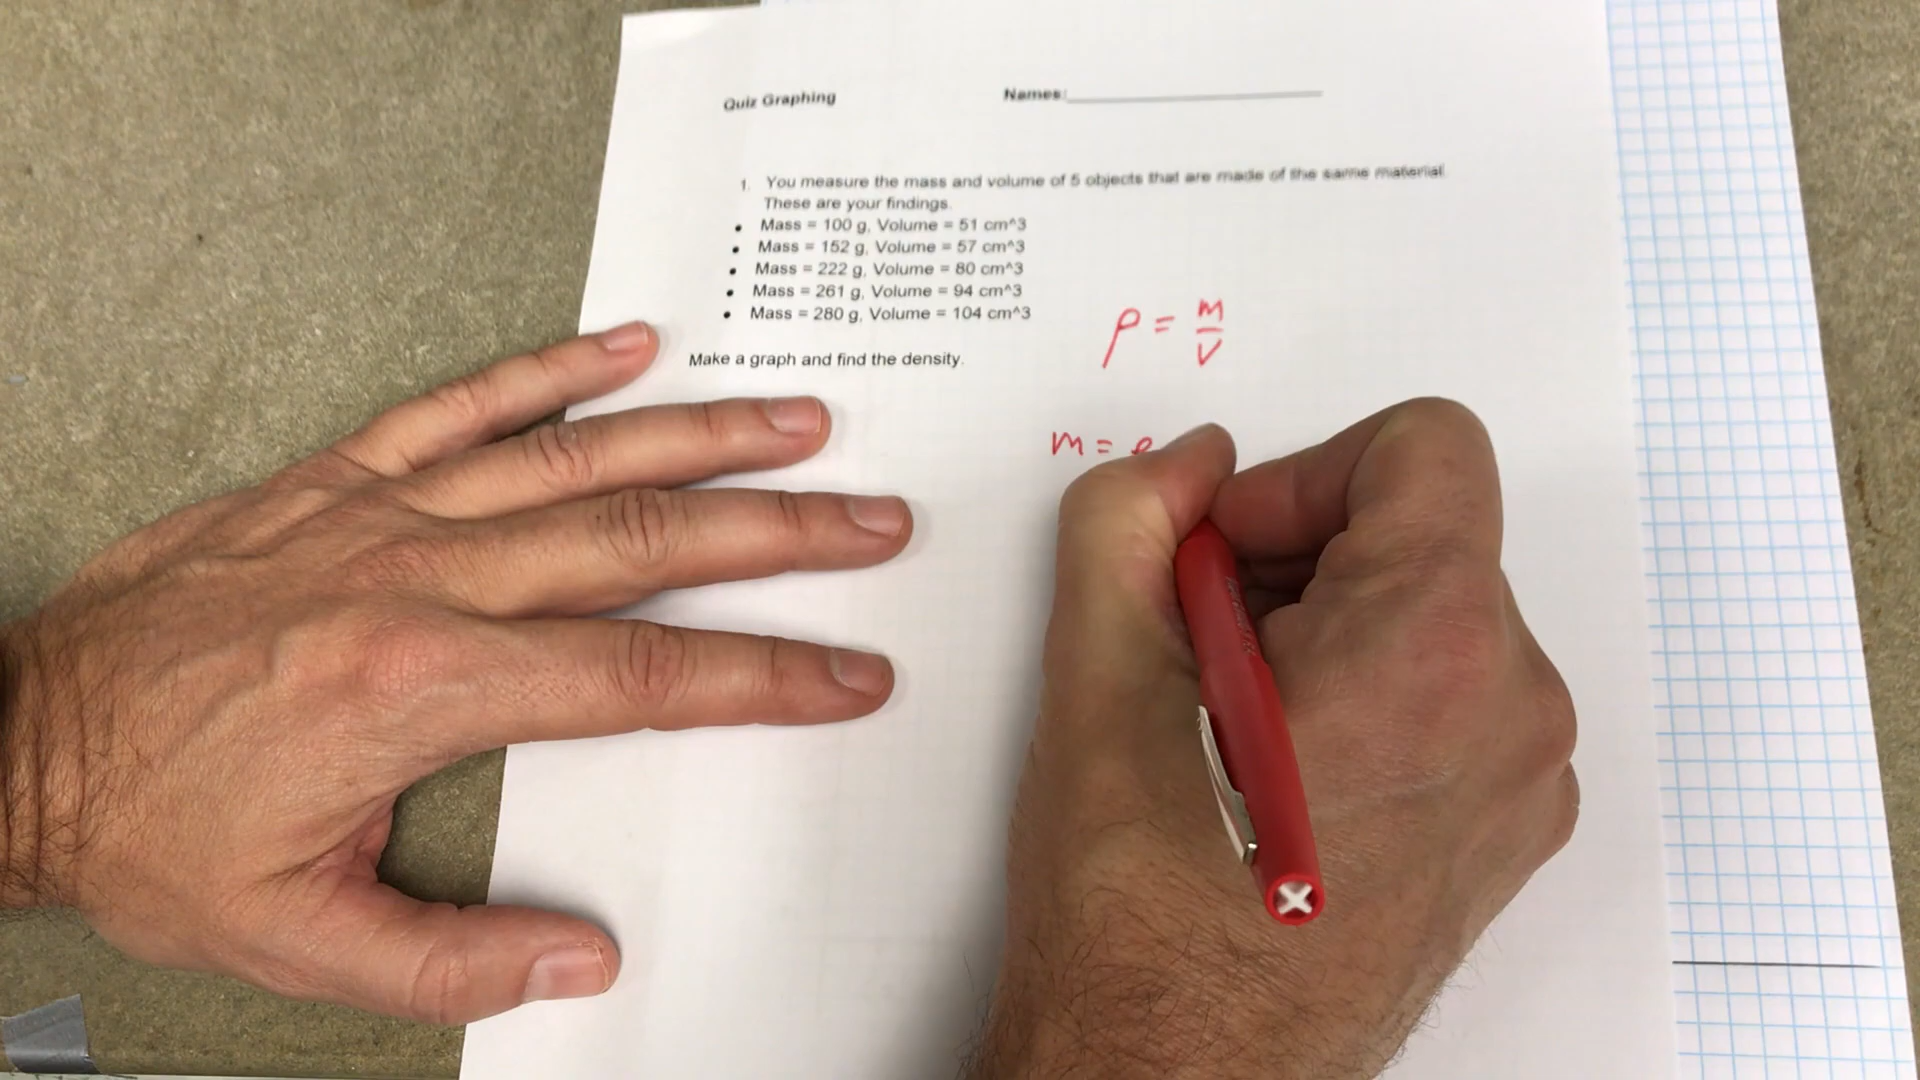 Quiz Graphing Names:
1. You measure the mass and volume of 5 objects that are made of the same material.
These are your findings.
• Mass = 100 g, Volume = 51 cm^3
• Mass = 152 g, Volume = 57 cm^3
• Mass = 222 g, Volume = 80 cm^3
• Mass = 261 g, Volume = 94 cm^3
• Mass = 280 g, Volume = 104 cm^3
ρ = m/v
Make a graph and find the density.
m = ρ